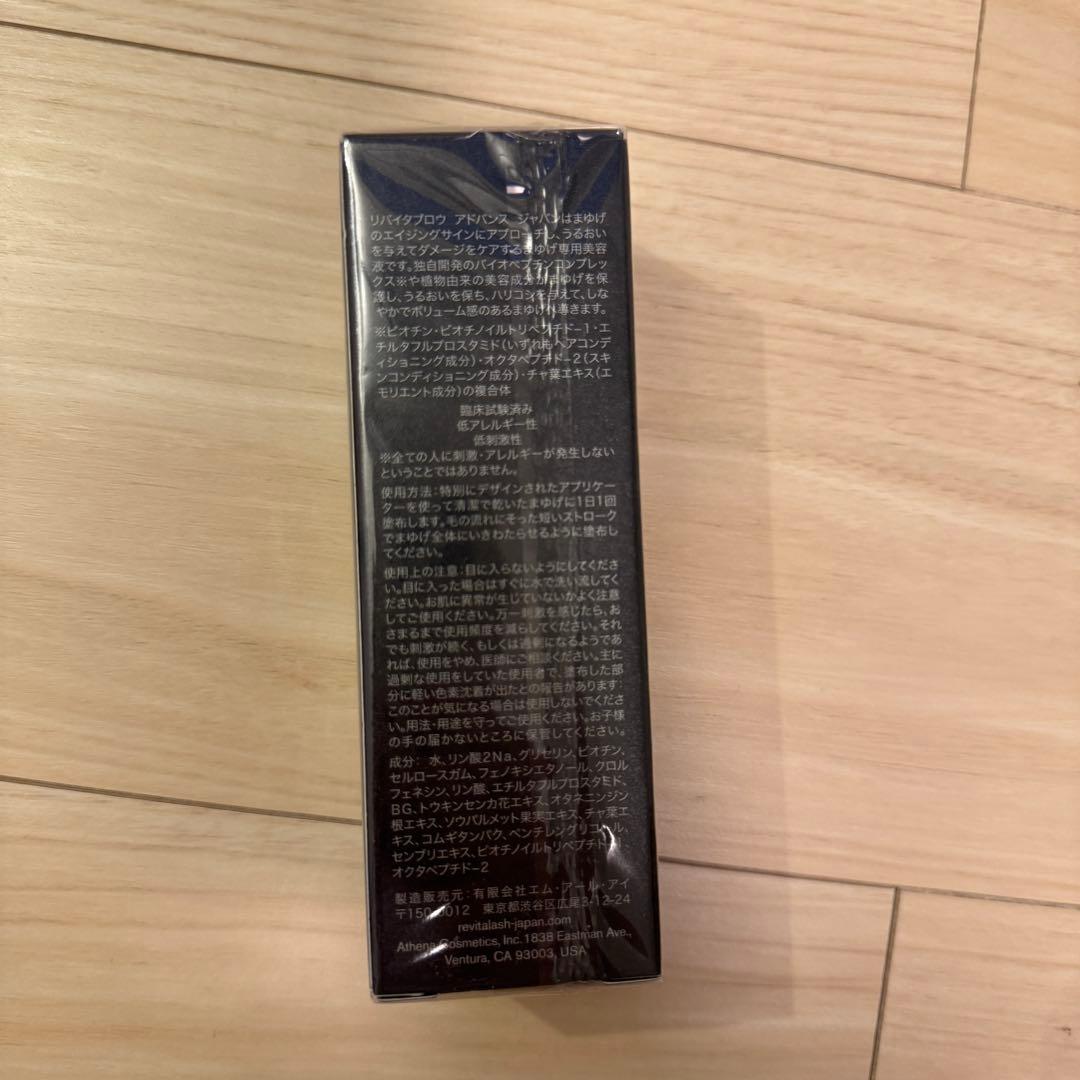 リバイタブロウ アドバンス ジャパンはまゆげ
のエイジングサインにアプローチし、うるおい
を与えてダメージをケアするまゆげ専用美容
液です。独自開発のバイオペプチンコンプレッ
クス※や植物由来の美容成分がまゆげを保
護し、うるおいを保ち、ハリコシを与えて、しな
やかでボリューム感のあるまゆげへ導きます。
※ビオチン・ビオチノイルトリペプチド-1・エ
チルタフルプロスタミド(いずれもヘアコンデ
ィショニング成分)・オクタペプチド-2(スキ
ンコンディショニング成分)・チャ葉エキス(エ
モリエント成分)の複合体
臨床試験済み
低アレルギー性
低刺激性
※全ての人に刺激・アレルギーが発生しない
ということではありません。
使用方法:特別にデザインされたアプリケー
ターを使って清潔で乾いたまゆげに1日1回
塗布します。毛の流れにそった短いストローク
でまゆげ全体にいきわたらせるように塗布し
てください。
使用上の注意:目に入らないようにしてくださ
い。目に入った場合はすぐに水で洗い流してく
ださい。お肌に異常が生じていないかよく注意
してご使用ください。万一刺激を感じたら、お
さまるまで使用頻度を減らしてください。それ
でも刺激が続く、もしくは過剰になるようであ
れば、使用をやめ、医師にご相談ください。主に
過剰な使用をしていた使用者で、塗布した部
分に軽い色素沈着が出たとの報告があります;
このことが気になる場合は使用しないでくださ
い。用法・用途を守ってご使用ください。お子様
の手の届かないところに保管してください。
成分: 水、リン酸2Na、グリセリン、ビオチン、
セルロースガム、フェノキシエタノール、クロル
フェネシン、リン酸、エチルタフルプロスタミド、
BG、トウキンセンカ花エキス、オタネニンジン
根エキス、ソウパルメット果実エキス、チャ葉エ
キス、コムギタンパク、ペンチレングリコール、
センブリエキス、ビオチノイルトリペプチド-1
オクタペプチド-2
製造販売元:有限会社エム・アール・アイ
〒150-0012 東京都渋谷区広尾3-12-24
revitalash-japan.com
Athena Cosmetics, Inc. 1838 Eastman Ave.,
Ventura, CA 93003, USA